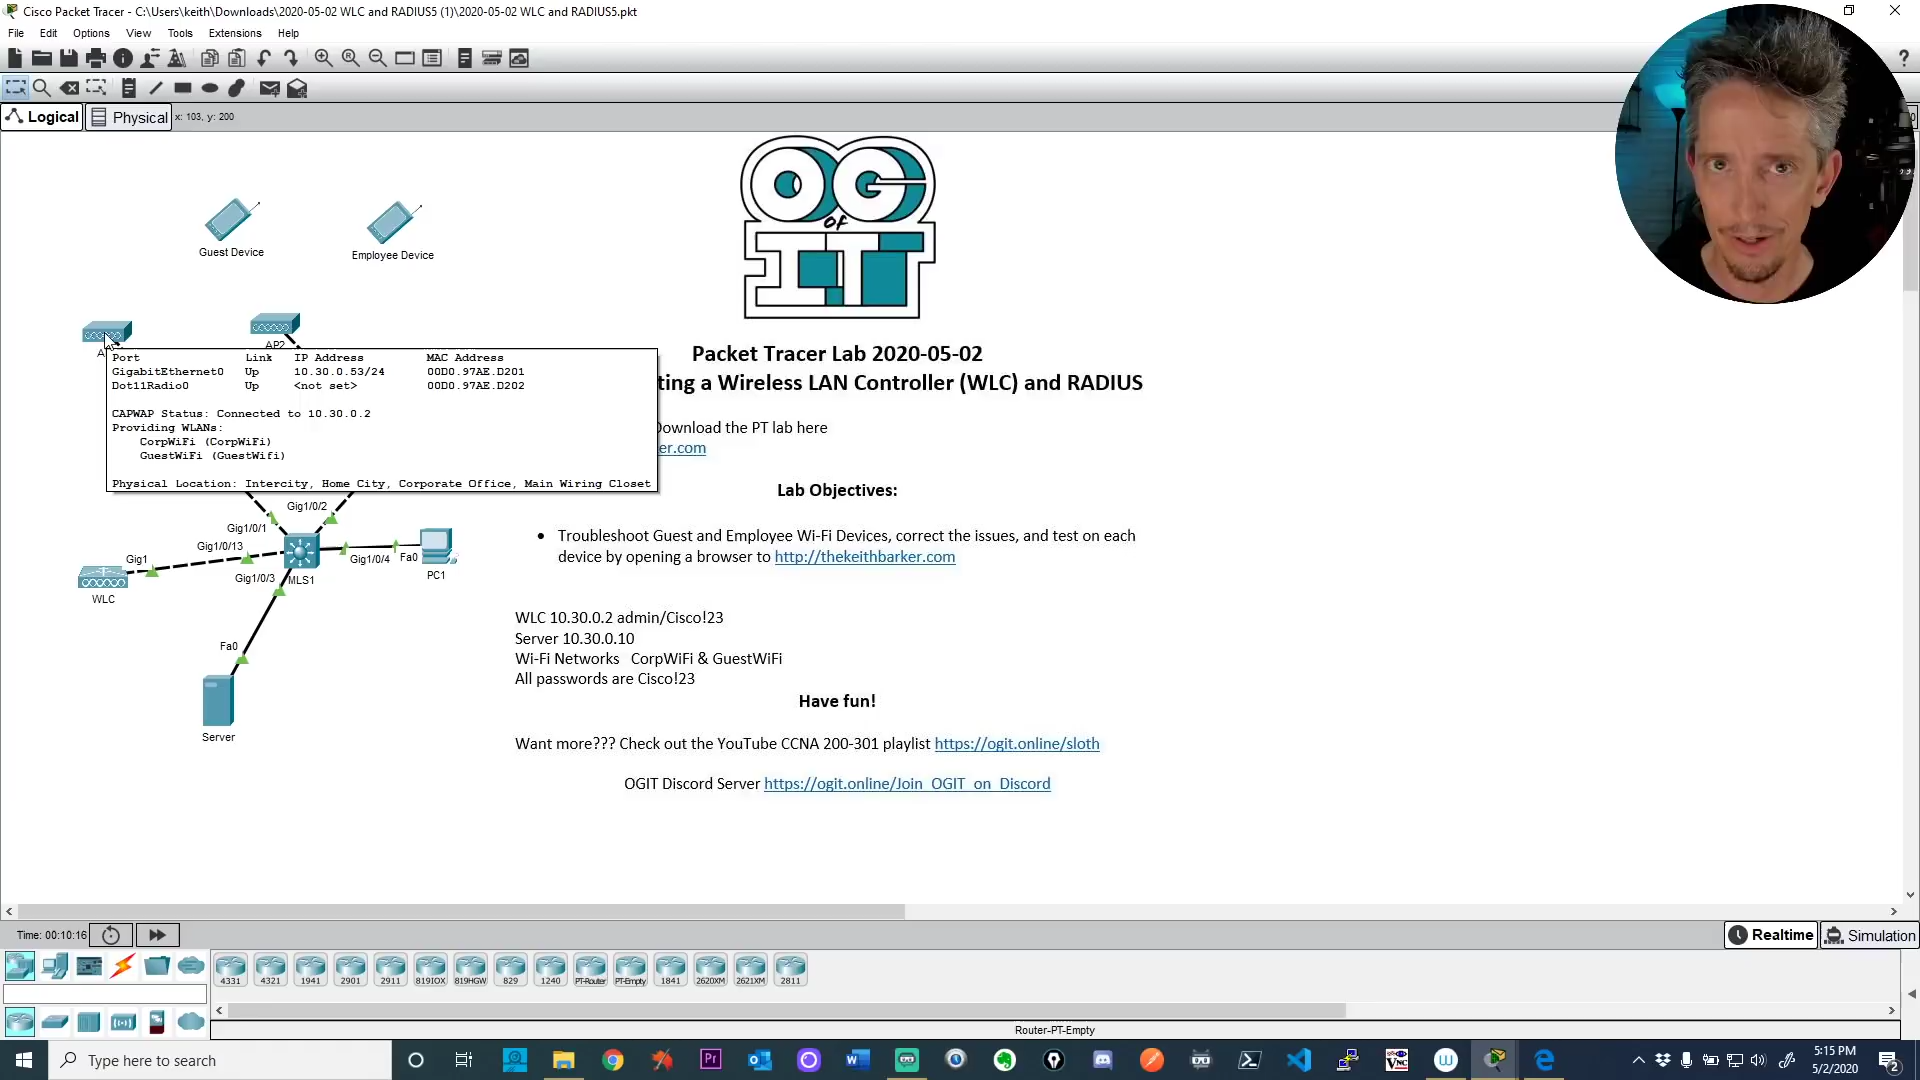 Cisco Packet Tracer - C:\Users\keith\Downloads\2020-05-02 WLC and RADIUS5 (1)\2020-05-02 WLC and RADIUS5.pkt
File Edit Options View Tools Extensions Help
Logical Physical x: 103, y: 200
OG of IT
Guest Device
Employee Device
AP2
Port Link IP Address MAC Address
GigabitEthernet0 Up 10.30.0.53/24 00D0.97AE.D201
Dot11Radio0 Up <not set> 00D0.97AE.D202
CAPWAP Status: Connected to 10.30.0.2
Providing WLANs:
CorpWiFi (CorpWiFi)
GuestWiFi (GuestWifi)
Physical Location: Intercity, Home City, Corporate Office, Main Wiring Closet
Gig1/0/2
Gig1/0/1
Gig1/0/13
Gig1
Gig1/0/4
Fa0
Gig1/0/3
MLS1
PC1
WLC
Fa0
Server
Packet Tracer Lab 2020-05-02
ting a Wireless LAN Controller (WLC) and RADIUS
Download the PT lab here
er.com
Lab Objectives:
• Troubleshoot Guest and Employee Wi-Fi Devices, correct the issues, and test on each
device by opening a browser to http://thekeithbarker.com
WLC 10.30.0.2 admin/Cisco!23
Server 10.30.0.10
Wi-Fi Networks CorpWiFi & GuestWiFi
All passwords are Cisco!23
Have fun!
Want more??? Check out the YouTube CCNA 200-301 playlist https://ogit.online/sloth
OGIT Discord Server https://ogit.online/Join_OGIT_on_Discord
Time: 00:10:16
Realtime Simulation
4331 4321 1941 2901 2911 819IOX 819HGW 829 1240 PT-Router PT-Empty 1841 2620XM 2621XM 2811
Router-PT-Empty
Type here to search
5:15 PM
5/2/2020